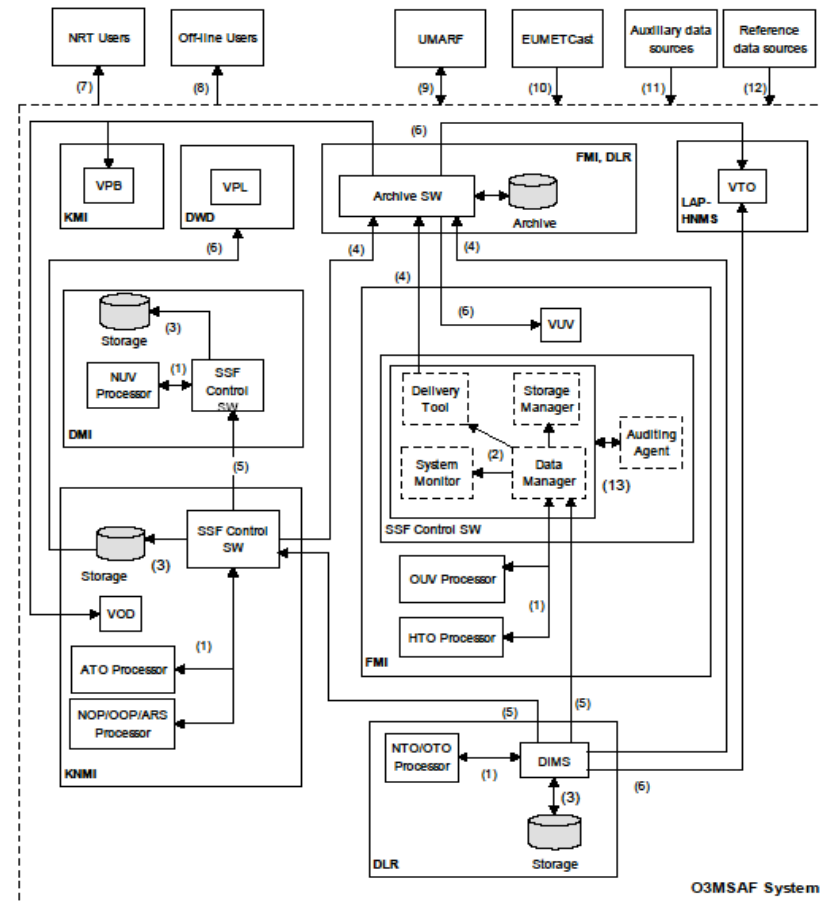 NRT Users
Off-line Users
UMARF
EUMETCast
Auxiliary data
sources
Reference
data sources
(7)
(8)
(9)
(10)
(11)
(12)
(6)
FMI, DLR
VPB
KMI
VPL
DWD
Archive SW
Archive
VTO
LAP-
HNMS
(6)
(4)
(4)
(4)
(6)
VUV
Storage
(3)
NUV
Processor
(1)
SSF
Control
SW
DMI
Delivery
Tool
Storage
Manager
Auditing
Agent
(2)
System
Monitor
Data
Manager
(13)
SSF Control SW
(5)
SSF Control
SW
Storage
(3)
VOD
(1)
ATO Processor
NOP/OOP/ARS
Processor
KNMI
OUV Processor
(1)
HTO Processor
FMI
(5)
(5)
NTO/OTO
Processor
(1)
DIMS
(6)
(3)
Storage
DLR
O3MSAF System